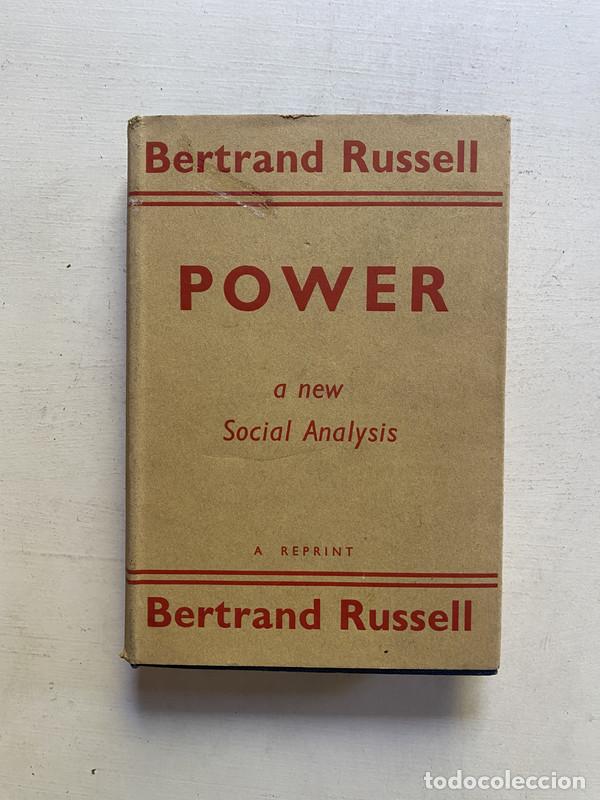 Bertrand Russell
POWER
a new
Social Analysis
A REPRINT
Bertrand Russell
todocoleccion